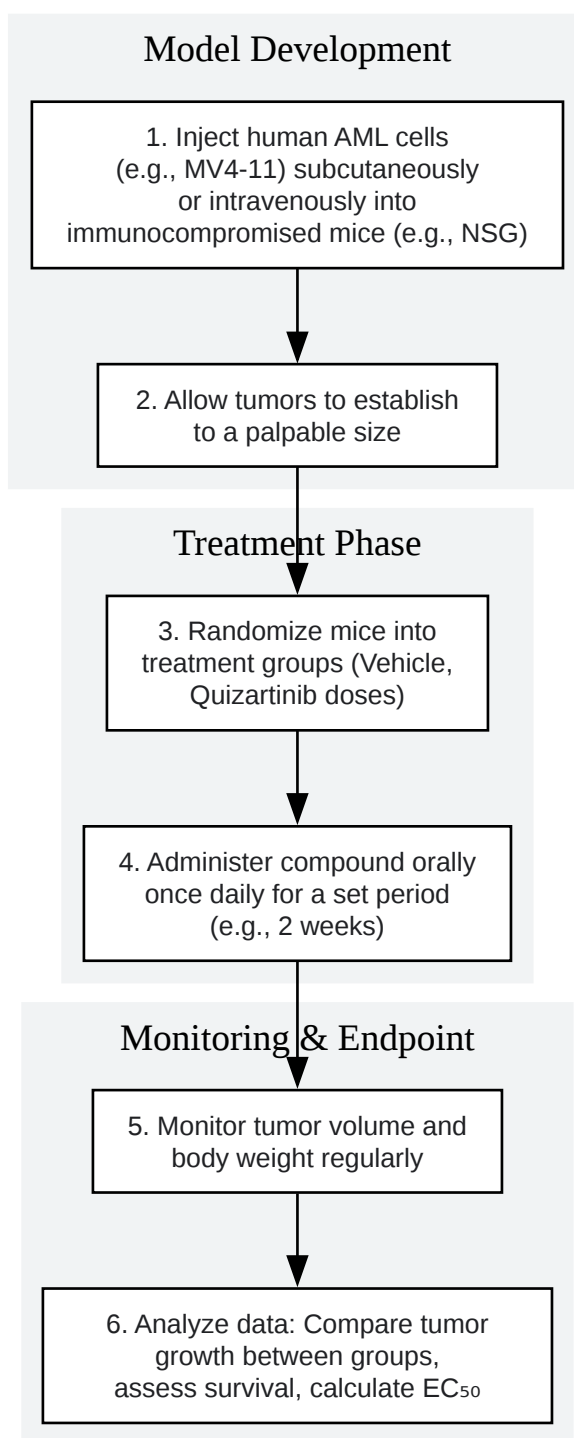 Model Development
1. Inject human AML cells
(e.g., MV4-11) subcutaneously
or intravenously into
immunocompromised mice (e.g., NSG)
2. Allow tumors to establish
to a palpable size
Treatment Phase
3. Randomize mice into
treatment groups (Vehicle,
Quizartinib doses)
4. Administer compound orally
once daily for a set period
(e.g., 2 weeks)
Monitoring & Endpoint
5. Monitor tumor volume and
body weight regularly
6. Analyze data: Compare tumor
growth between groups,
assess survival, calculate EC₅₀